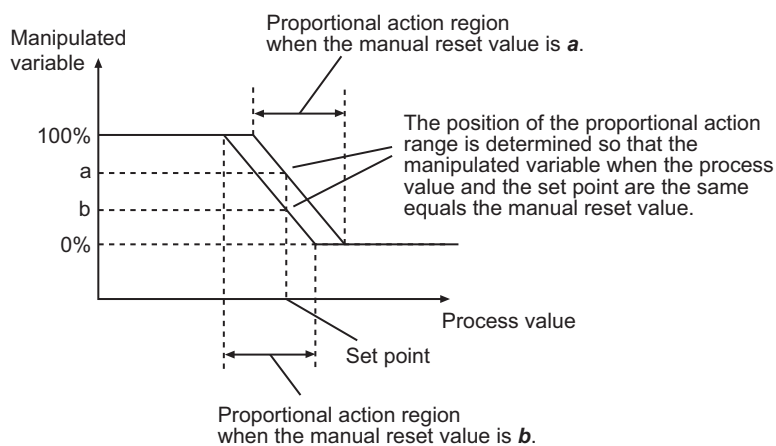 Proportional action region
when the manual reset value is a.
Manipulated
variable
100%
The position of the proportional action
range is determined so that the
manipulated variable when the process
value and the set point are the same
equals the manual reset value.
a
b
0%
Process value
Set point
Proportional action region
when the manual reset value is b.